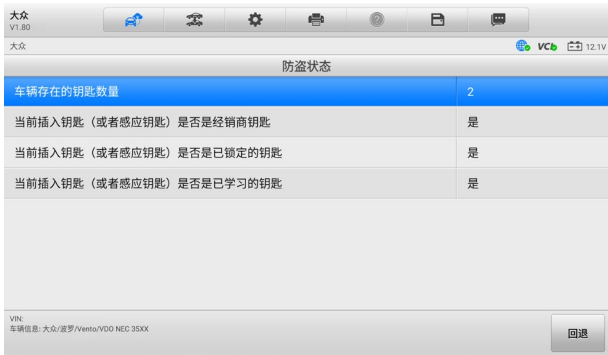 大众
V1.80
大众
VCI
12.1V
防盗状态
车辆存在的钥匙数量 2
当前插入钥匙（或者感应钥匙）是否是经销商钥匙 是
当前插入钥匙（或者感应钥匙）是否是已锁定的钥匙 是
当前插入钥匙（或者感应钥匙）是否是已学习的钥匙 是
VIN:
车辆信息: 大众/波罗/Vento/VDO NEC 35XX
回退